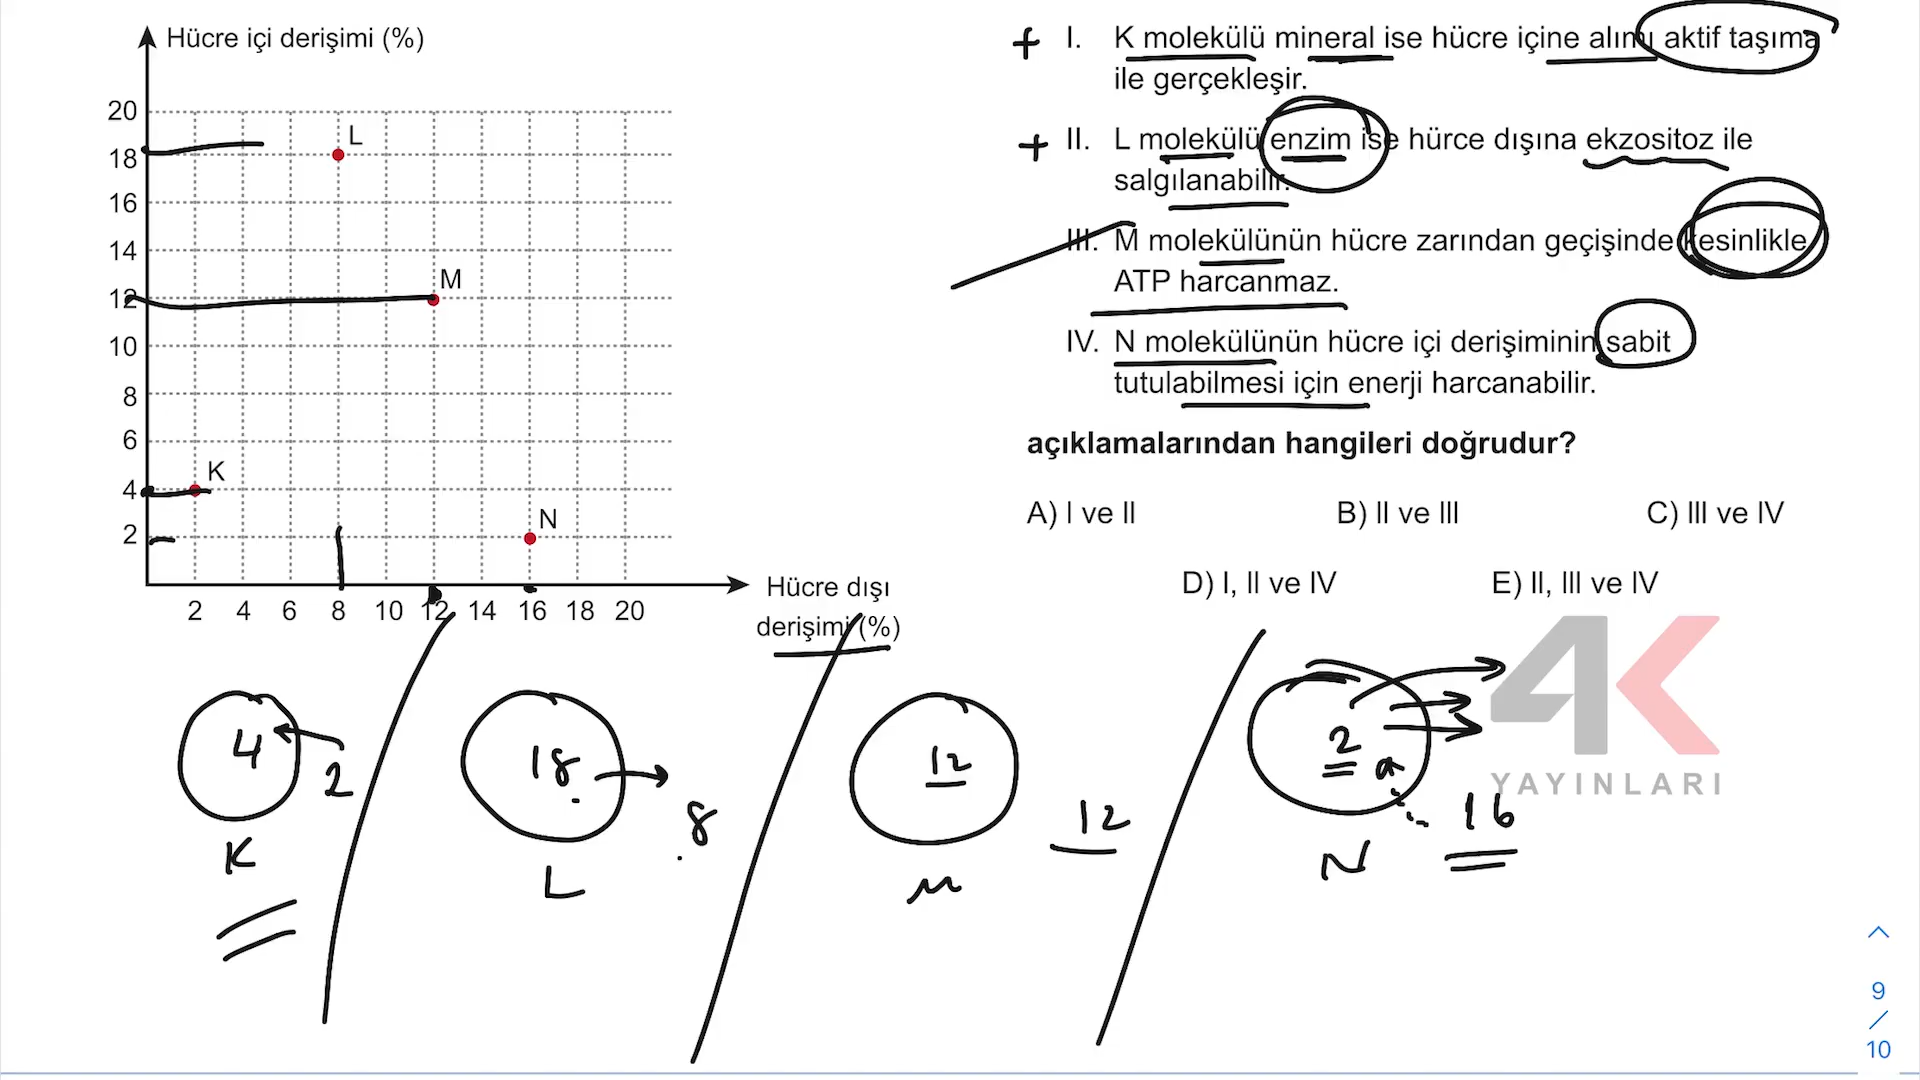 Hücre içi derişimi (%)
20
18
16
14
12
10
8
6
4
2
L
M
K
N
2 4 6 8 10 12 14 16 18 20
Hücre dışı
derişimi (%)
+ I. K molekülü mineral ise hücre içine alımı aktif taşıma
ile gerçekleşir.
+ II. L molekülü enzim ise hürce dışına ekzositoz ile
salgılanabilir.
III. M molekülünün hücre zarından geçişinde kesinlikle
ATP harcanmaz.
IV. N molekülünün hücre içi derişiminin sabit
tutulabilmesi için enerji harcanabilir.
açıklamalarından hangileri doğrudur?
A) I ve II B) II ve III C) III ve IV
D) I, II ve IV E) II, III ve IV
4K
YAYINLARI
4
2
K
18
8
L
12
12
M
2
16
N
9
/
10